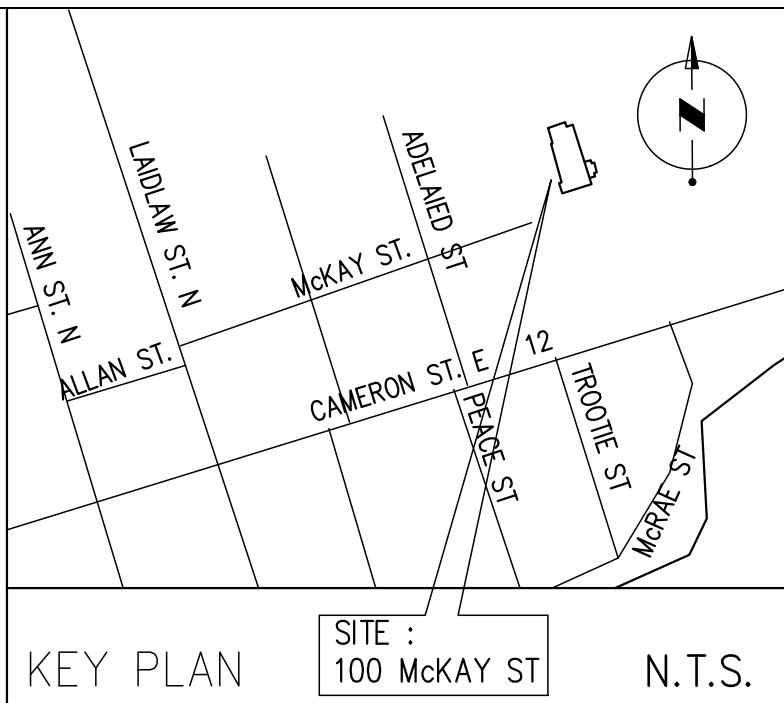 ANN ST. N
LAIDLAW ST. N
ADELAIED ST
N
McKAY ST.
ALLAN ST.
CAMERON ST. E
12
PEACE ST
TROOTIE ST
McRAE ST
KEY PLAN
SITE :
100 McKAY ST
N.T.S.